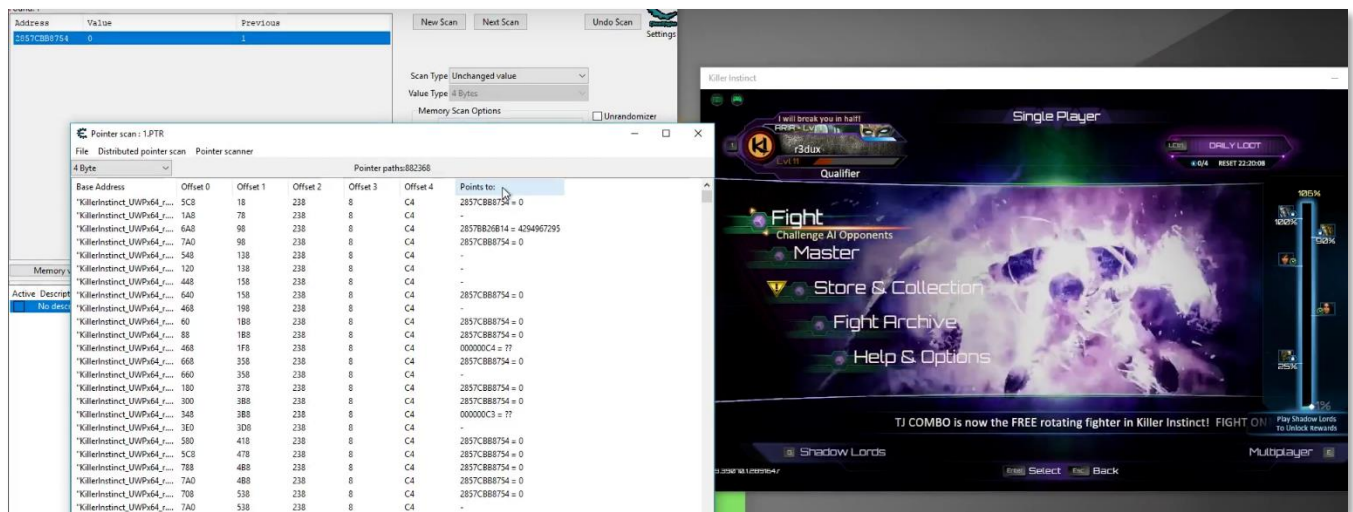 Address Value Previous
2857CBB8754 0 1
New Scan Next Scan Undo Scan
Settings
Scan Type Unchanged value
Value Type 4 Bytes
Memory Scan Options
Unrandomizer
Pointer scan : 1.PTR
File Distributed pointer scan Pointer scanner
4 Byte Pointer paths:882368
Base Address Offset 0 Offset 1 Offset 2 Offset 3 Offset 4 Points to:
"KillerInstinct_UWPx64_r.... 5C8 18 238 8 C4 2857CBB8754 = 0
"KillerInstinct_UWPx64_r.... 1A8 78 238 8 C4 -
"KillerInstinct_UWPx64_r.... 6A8 98 238 8 C4 2857BB26B14 = 4294967295
"KillerInstinct_UWPx64_r.... 7A0 98 238 8 C4 2857CBB8754 = 0
"KillerInstinct_UWPx64_r.... 548 138 238 8 C4 -
"KillerInstinct_UWPx64_r.... 120 138 238 8 C4 -
"KillerInstinct_UWPx64_r.... 448 158 238 8 C4 -
"KillerInstinct_UWPx64_r.... 640 158 238 8 C4 2857CBB8754 = 0
"KillerInstinct_UWPx64_r.... 468 198 238 8 C4 -
"KillerInstinct_UWPx64_r.... 60 1B8 238 8 C4 2857CBB8754 = 0
"KillerInstinct_UWPx64_r.... 88 1B8 238 8 C4 2857CBB8754 = 0
"KillerInstinct_UWPx64_r.... 468 1F8 238 8 C4 000000C4 = ??
"KillerInstinct_UWPx64_r.... 668 358 238 8 C4 2857CBB8754 = 0
"KillerInstinct_UWPx64_r.... 660 358 238 8 C4 -
"KillerInstinct_UWPx64_r.... 180 378 238 8 C4 2857CBB8754 = 0
"KillerInstinct_UWPx64_r.... 300 3B8 238 8 C4 2857CBB8754 = 0
"KillerInstinct_UWPx64_r.... 348 3B8 238 8 C4 000000C3 = ??
"KillerInstinct_UWPx64_r.... 3E0 3D8 238 8 C4 -
"KillerInstinct_UWPx64_r.... 580 418 238 8 C4 2857CBB8754 = 0
"KillerInstinct_UWPx64_r.... 5C8 478 238 8 C4 2857CBB8754 = 0
"KillerInstinct_UWPx64_r.... 788 4B8 238 8 C4 2857CBB8754 = 0
"KillerInstinct_UWPx64_r.... 7A0 4B8 238 8 C4 2857CBB8754 = 0
"KillerInstinct_UWPx64_r.... 708 538 238 8 C4 2857CBB8754 = 0
"KillerInstinct_UWPx64_r.... 7A0 538 238 8 C4 -
Memory
Active Descript
No desc
Killer Instinct
I will break you in half!
r3dux
Lvl 11
Qualifier
Single Player
DAILY LOOT
0/4 RESET 22:20:08
Fight
Challenge AI Opponents
Master
Store & Collection
Fight Archive
Help & Options
106%
100%
90%
25%
1%
TJ COMBO is now the FREE rotating fighter in Killer Instinct! FIGHT ON
Play Shadow Lords
To Unlock Rewards
Shadow Lords
Multiplayer
Enter Select Esc Back